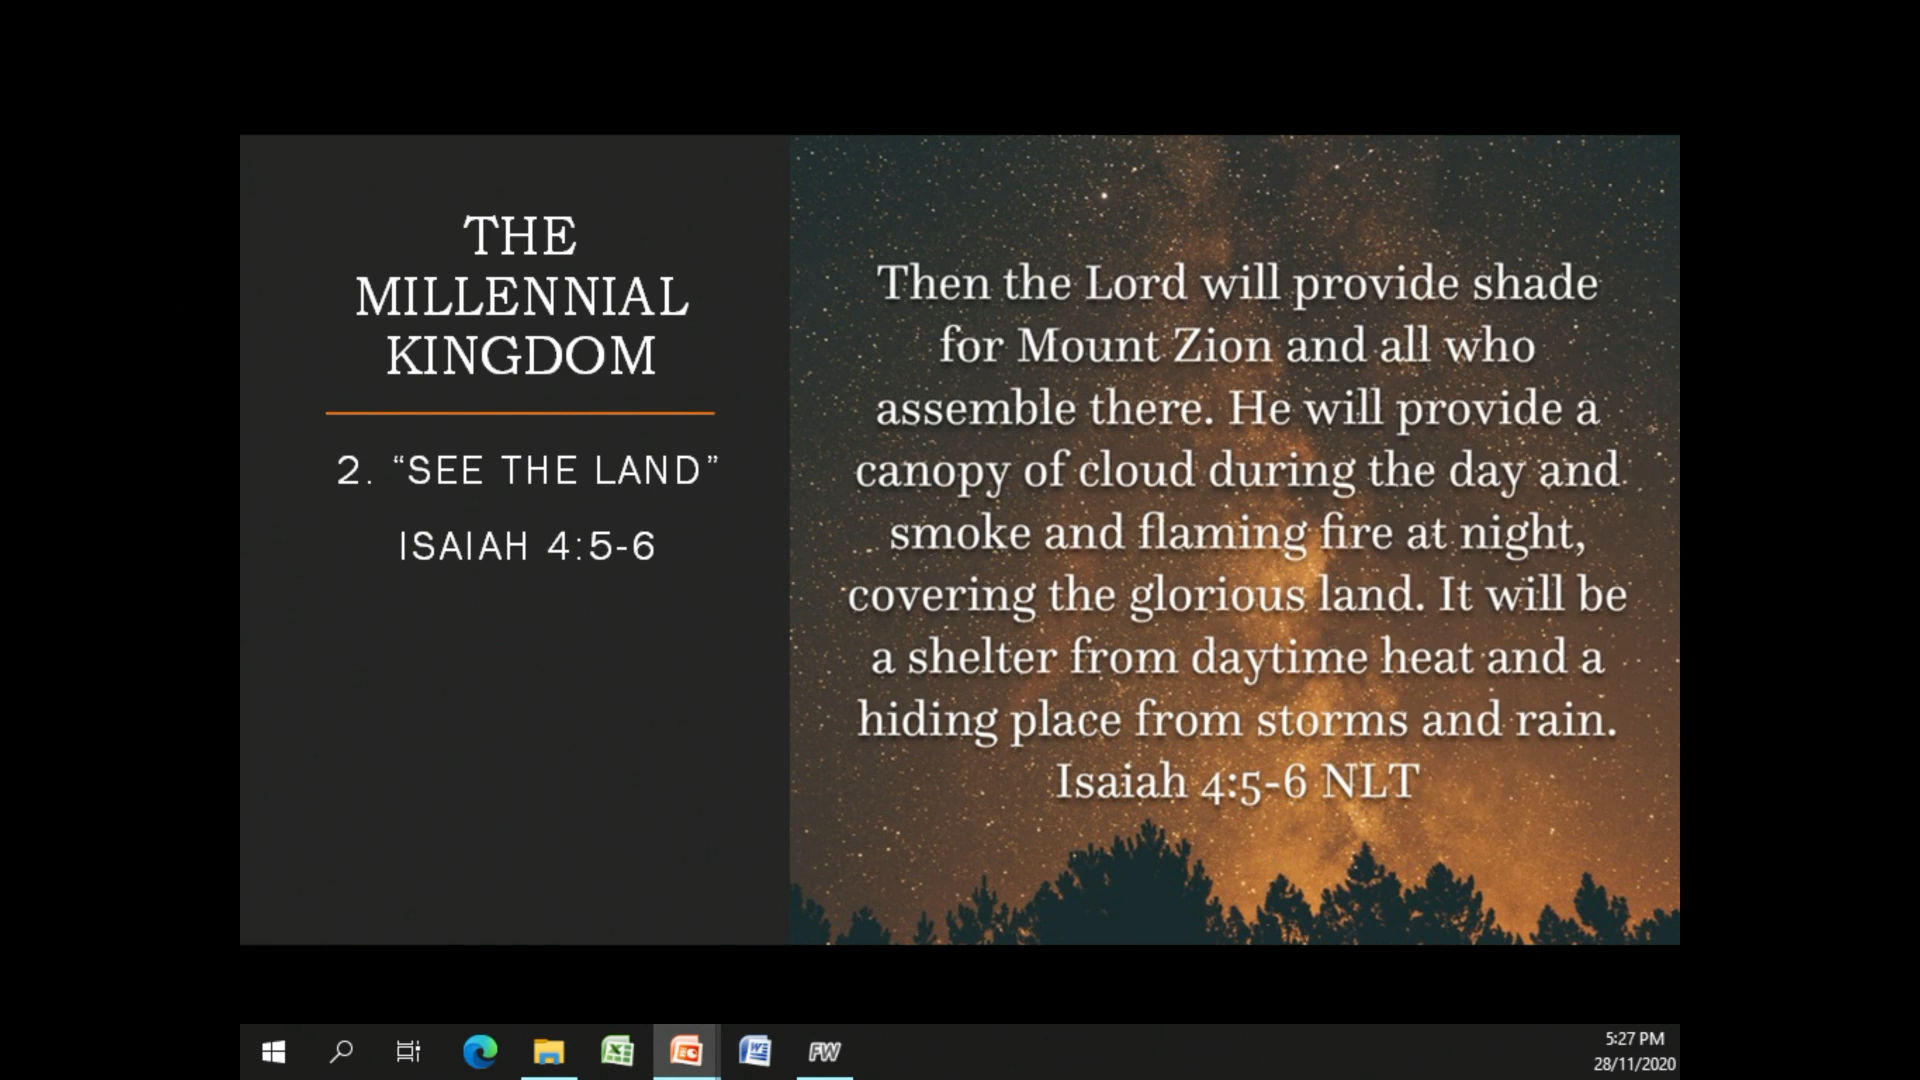 THE
MILLENNIAL
KINGDOM
2. “SEE THE LAND”
ISAIAH 4:5-6
Then the Lord will provide shade
for Mount Zion and all who
assemble there. He will provide a
canopy of cloud during the day and
smoke and flaming fire at night,
covering the glorious land. It will be
a shelter from daytime heat and a
hiding place from storms and rain.
Isaiah 4:5-6 NLT
FW
5:27 PM
28/11/2020